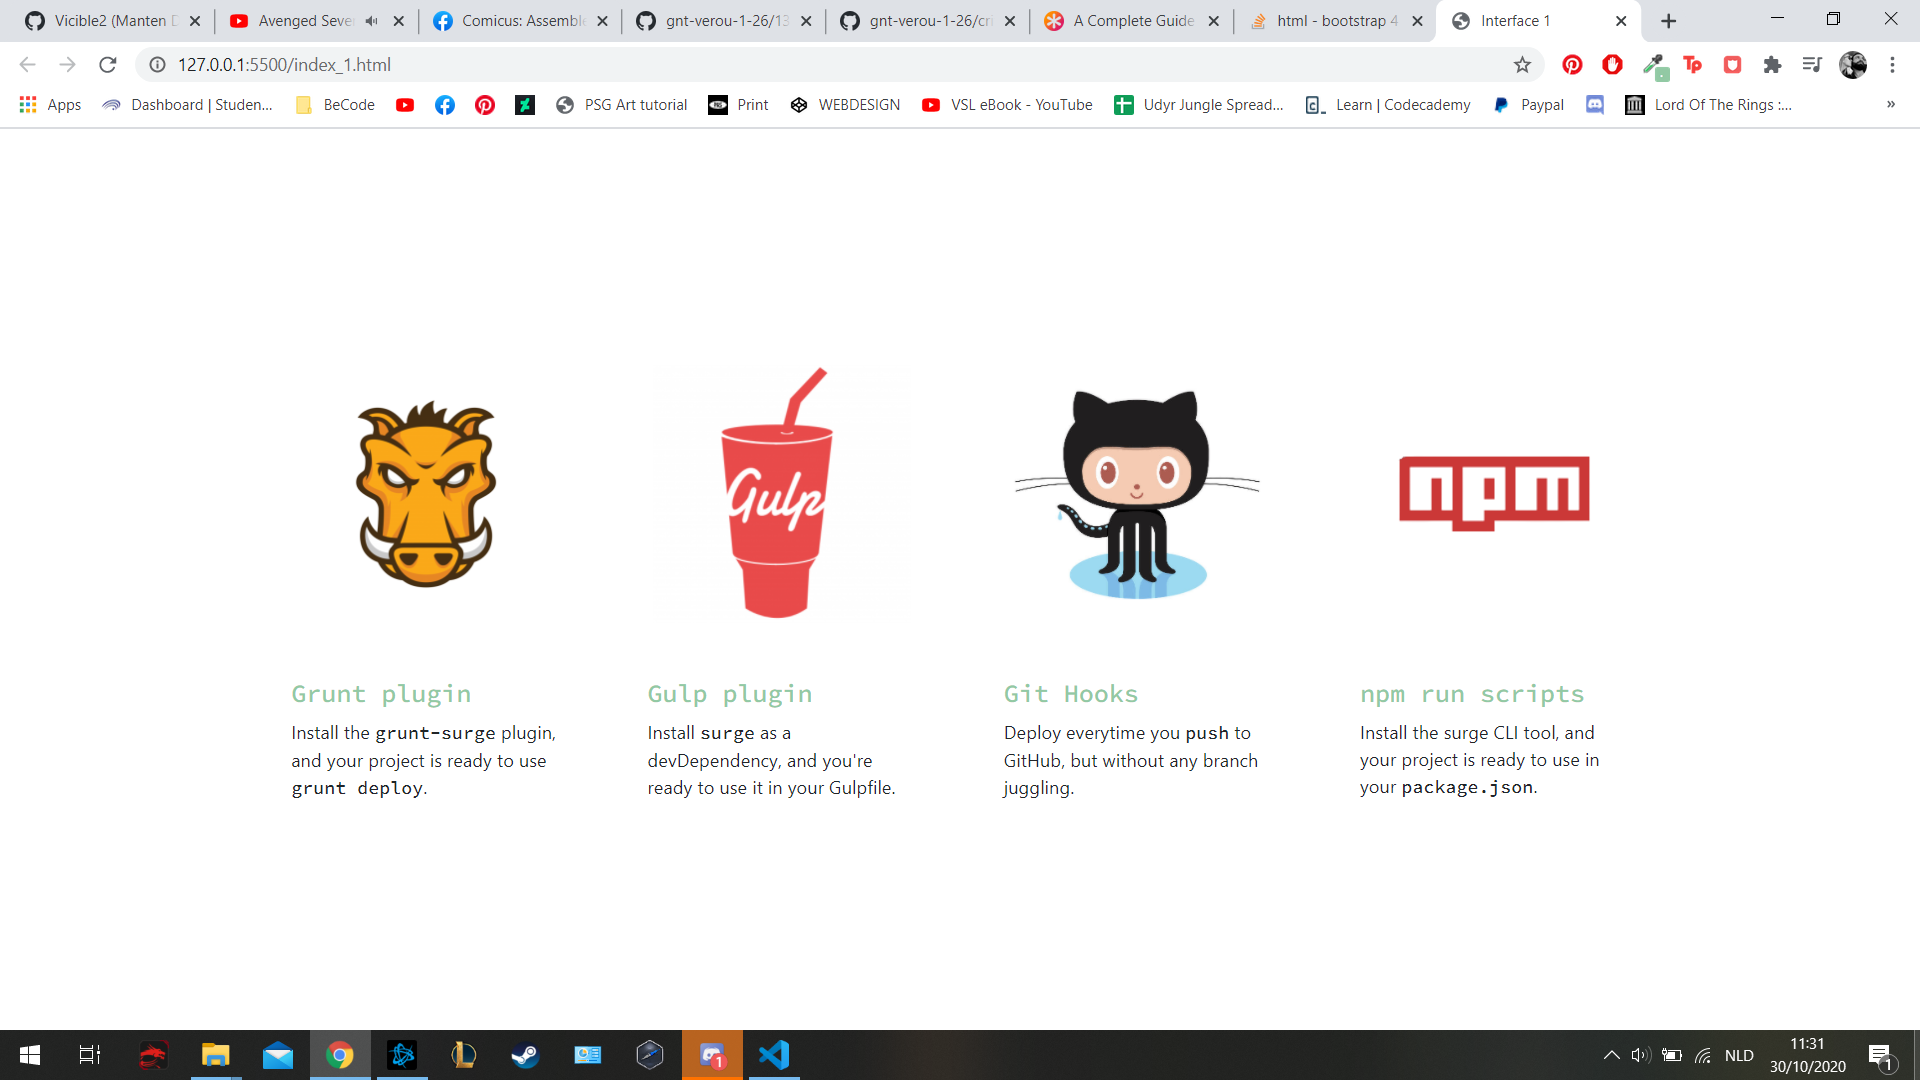 Vicible2 (Manten D
Avenged Seve
Comicus: Assemble
gnt-verou-1-26/13
gnt-verou-1-26/cri
A Complete Guide
html - bootstrap 4
Interface 1
127.0.0.1:5500/index_1.html
Apps
Dashboard | Studen...
BeCode
PSG Art tutorial
Print
WEBDESIGN
VSL eBook - YouTube
Udyr Jungle Spread...
Learn | Codecademy
Paypal
Lord Of The Rings :...
»
Gulp
npm
Grunt plugin
Install the grunt-surge plugin,
and your project is ready to use
grunt deploy.
Gulp plugin
Install surge as a
devDependency, and you're
ready to use it in your Gulpfile.
Git Hooks
Deploy everytime you push to
GitHub, but without any branch
juggling.
npm run scripts
Install the surge CLI tool, and
your project is ready to use in
your package.json.
1
NLD
11:31
30/10/2020
1